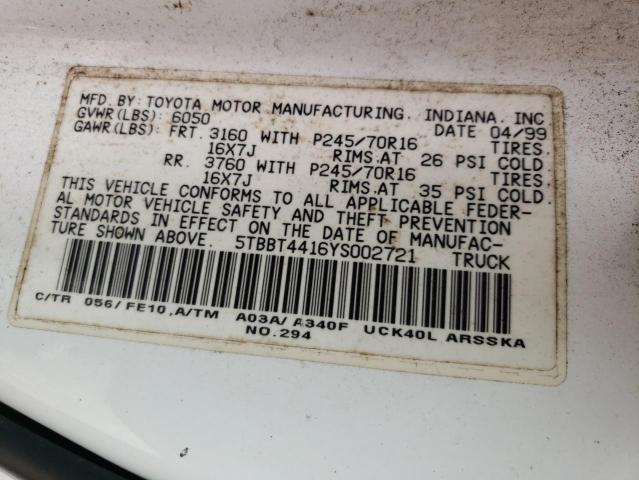 MFD. BY: TOYOTA MOTOR MANUFACTURING. INDIANA. INC
GVWR(LBS): 6050 DATE 04/99
GAWR(LBS): FRT. 3160 WITH P245/70R16 TIRES.
16X7J RIMS.AT 26 PSI COLD
RR. 3760 WITH P245/70R16 TIRES.
16X7J RIMS.AT 35 PSI COLD.
THIS VEHICLE CONFORMS TO ALL APPLICABLE FEDER-
AL MOTOR VEHICLE SAFETY AND THEFT PREVENTION
STANDARDS IN EFFECT ON THE DATE OF MANUFAC-
TURE SHOWN ABOVE. 5TBBT4416YS002721 TRUCK
C/TR 056/FE10,A/TM A03A/A340F UCK40L ARSSKA
NO.294